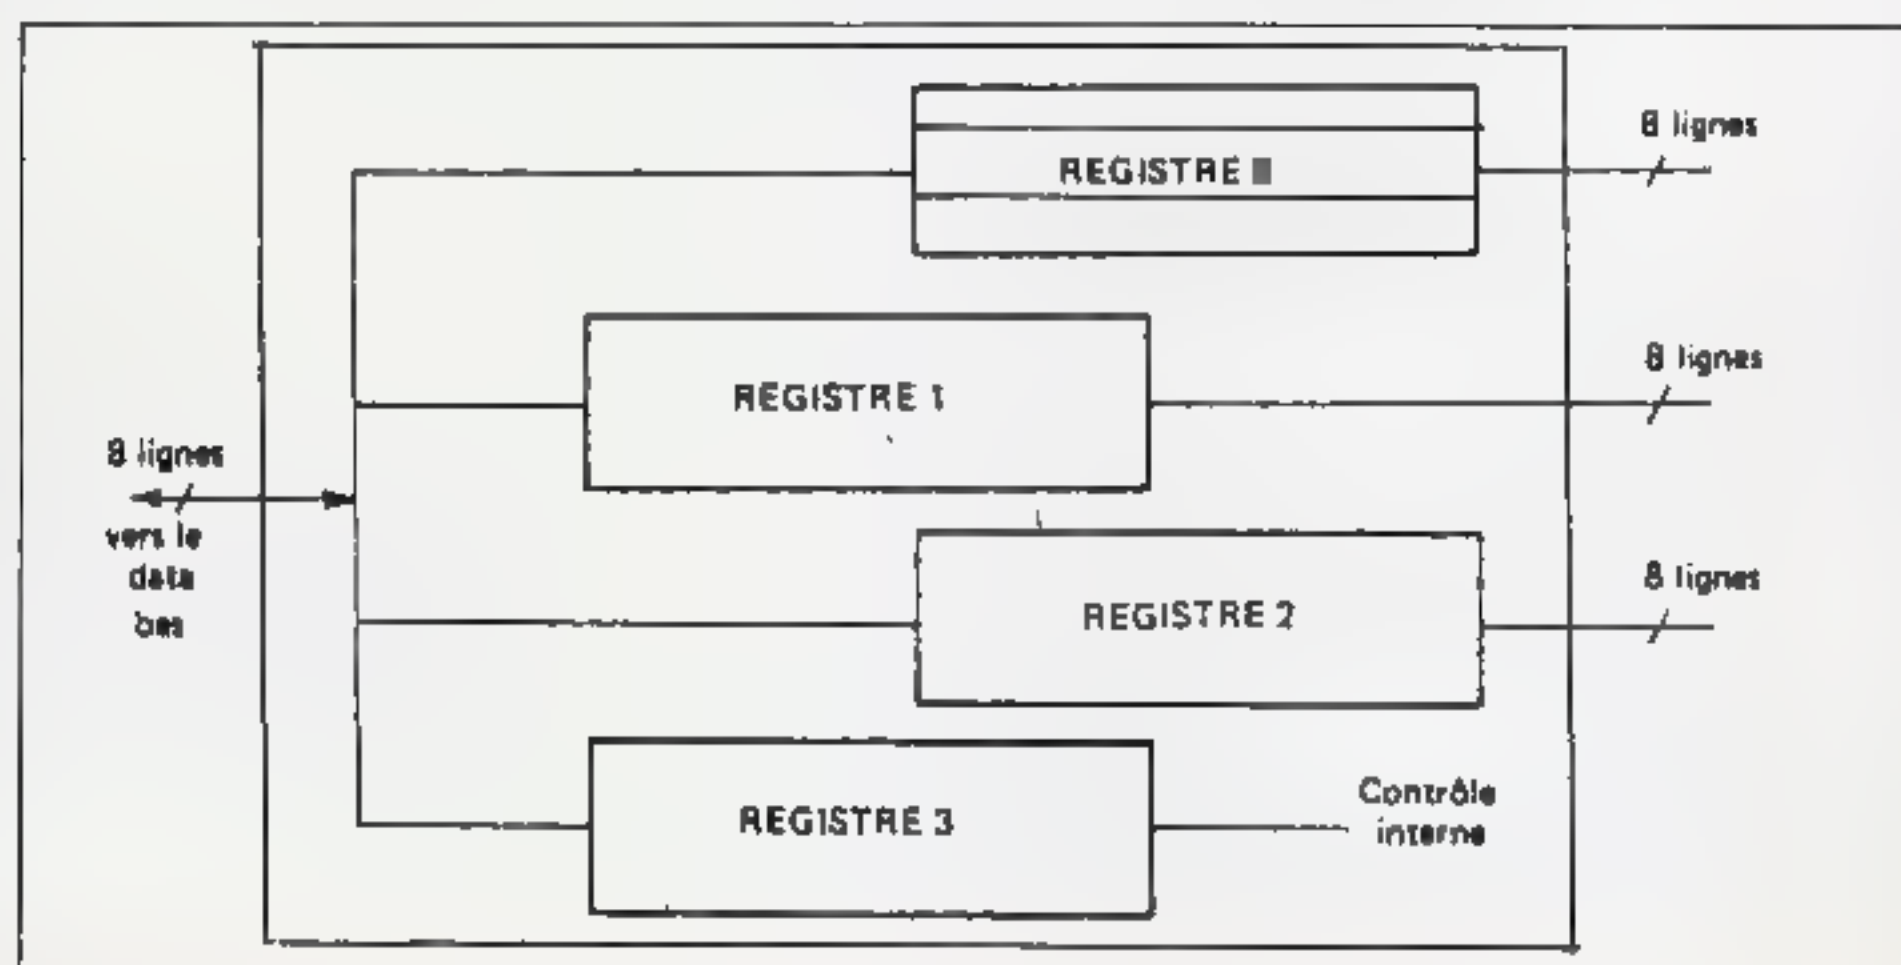 8 lignes
REGISTRE
8 lignes
REGISTRE 1
8 lignes
vers le
data
bas
8 lignes
REGISTRE 2
REGISTRE 3
Contrôle
interne